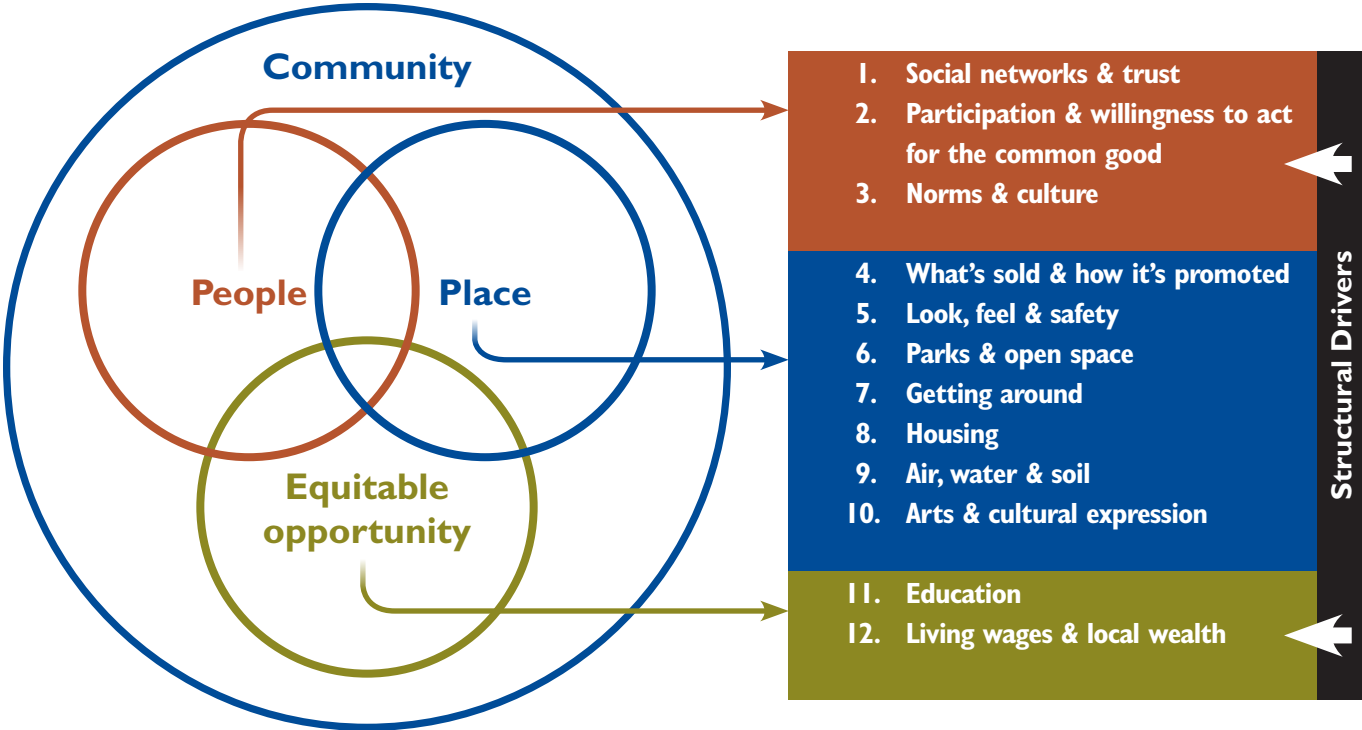 Community
People
Place
Equitable
opportunity
1. Social networks & trust
2. Participation & willingness to act
for the common good
3. Norms & culture
4. What’s sold & how it’s promoted
5. Look, feel & safety
6. Parks & open space
7. Getting around
8. Housing
9. Air, water & soil
10. Arts & cultural expression
11. Education
12. Living wages & local wealth
Structural Drivers